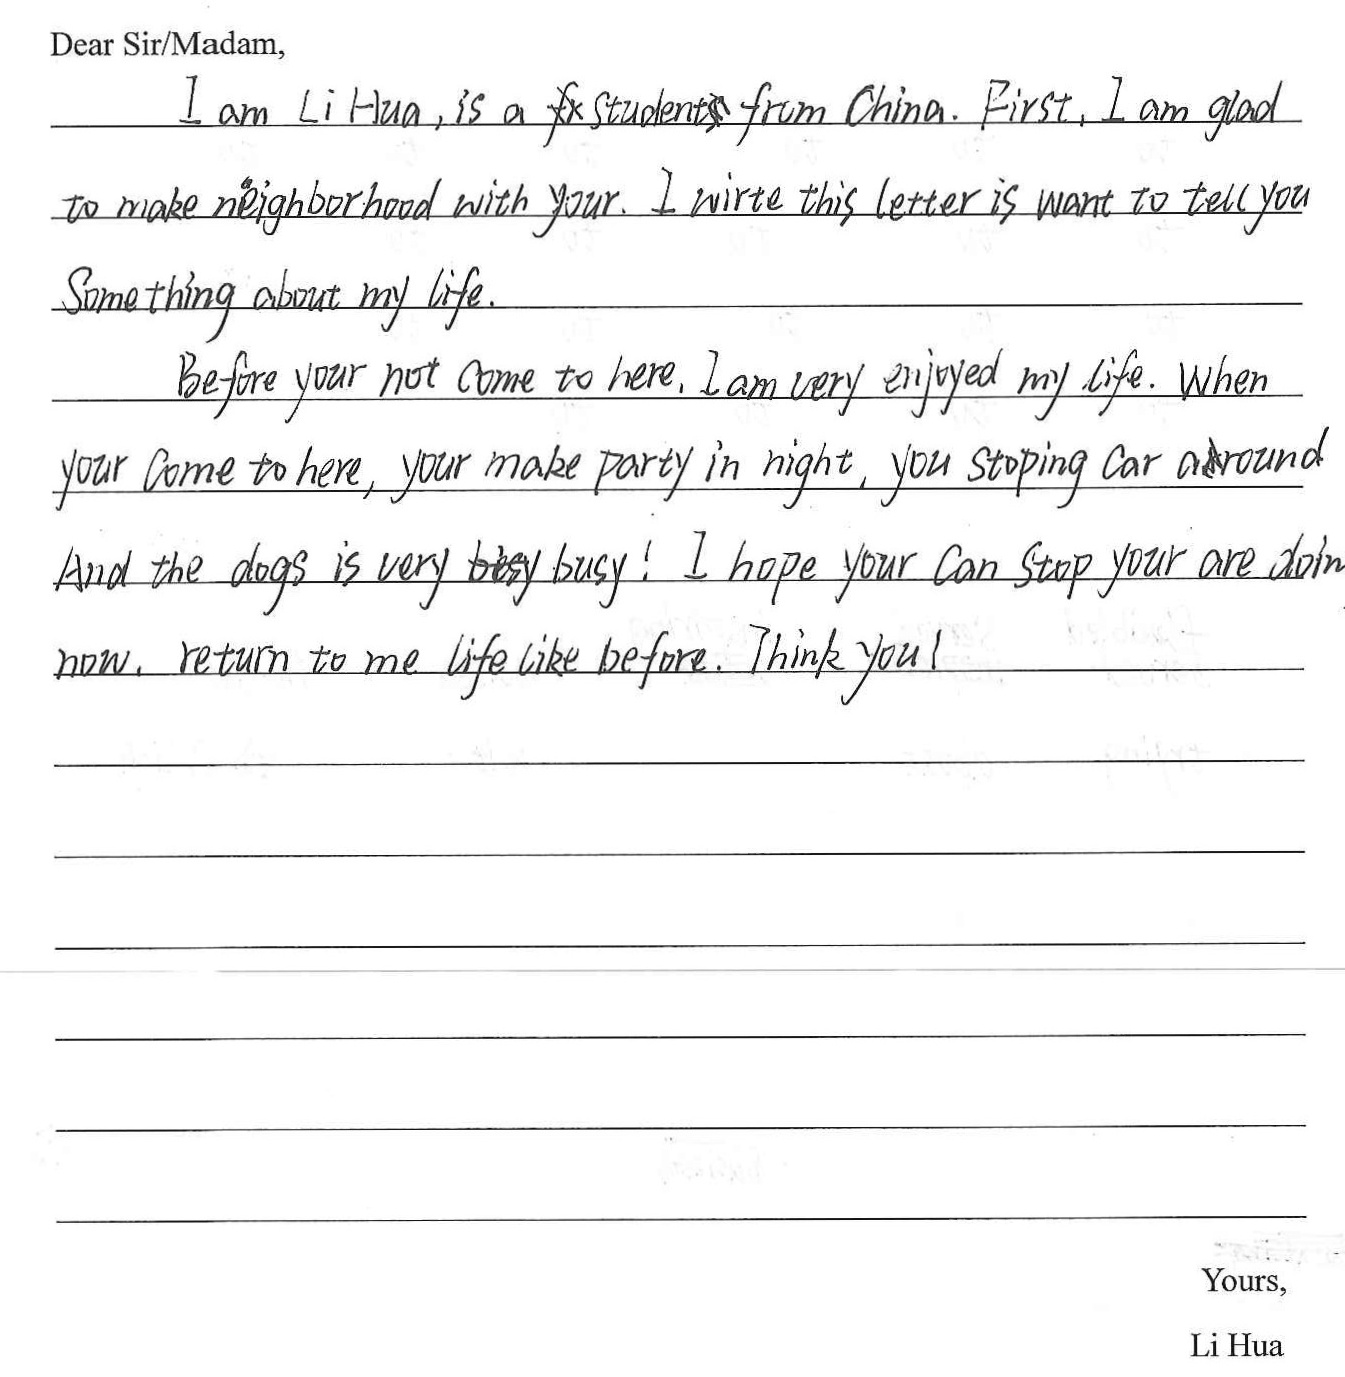 Dear Sir/Madam,
I am Li Hua, is a student from China. First, I am glad
to make neighborhood with your. I wirte this letter is want to tell you
Something about my life.
Before your not come to here, I am very enjoyed my life. When
your come to here, your make party in night, you stoping car around
And the dogs is very busy! I hope your can stop your are doin
now, return to me life like before. Think you!
Yours,
Li Hua